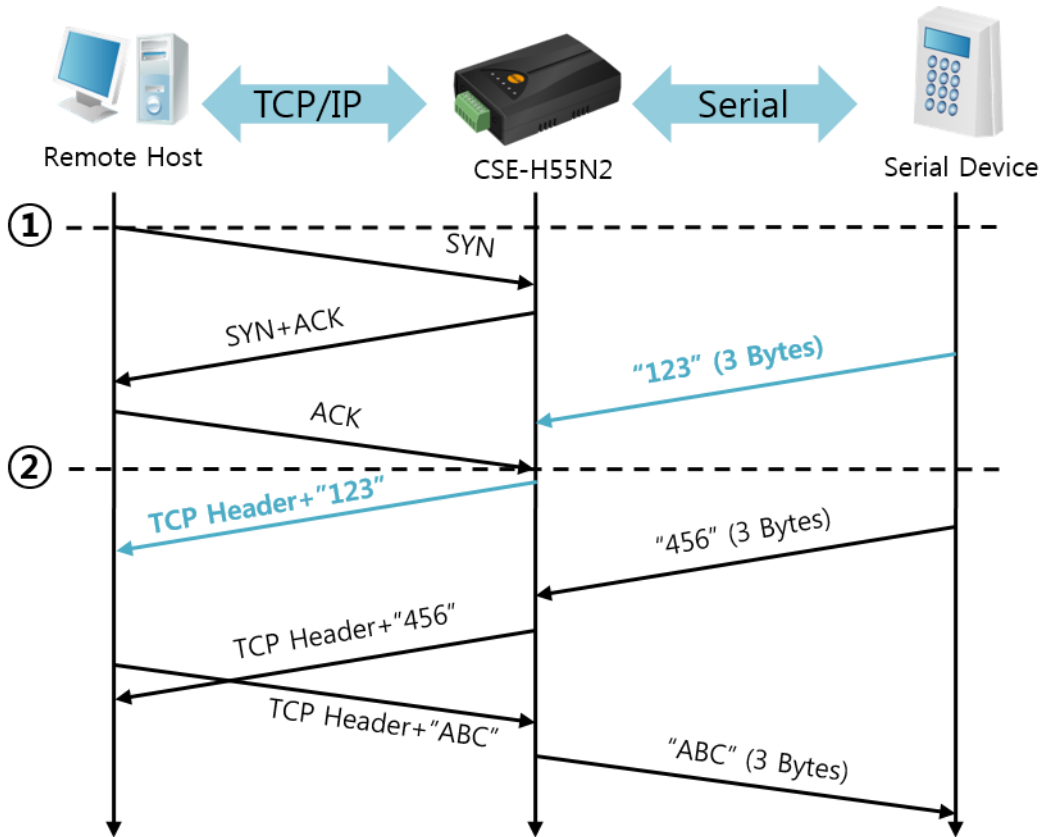 TCP/IP
Serial
Remote Host
CSE-H55N2
Serial Device
①
SYN
SYN+ACK
“123” (3 Bytes)
ACK
②
TCP Header+”123”
“456” (3 Bytes)
TCP Header+”456”
TCP Header+”ABC”
“ABC” (3 Bytes)